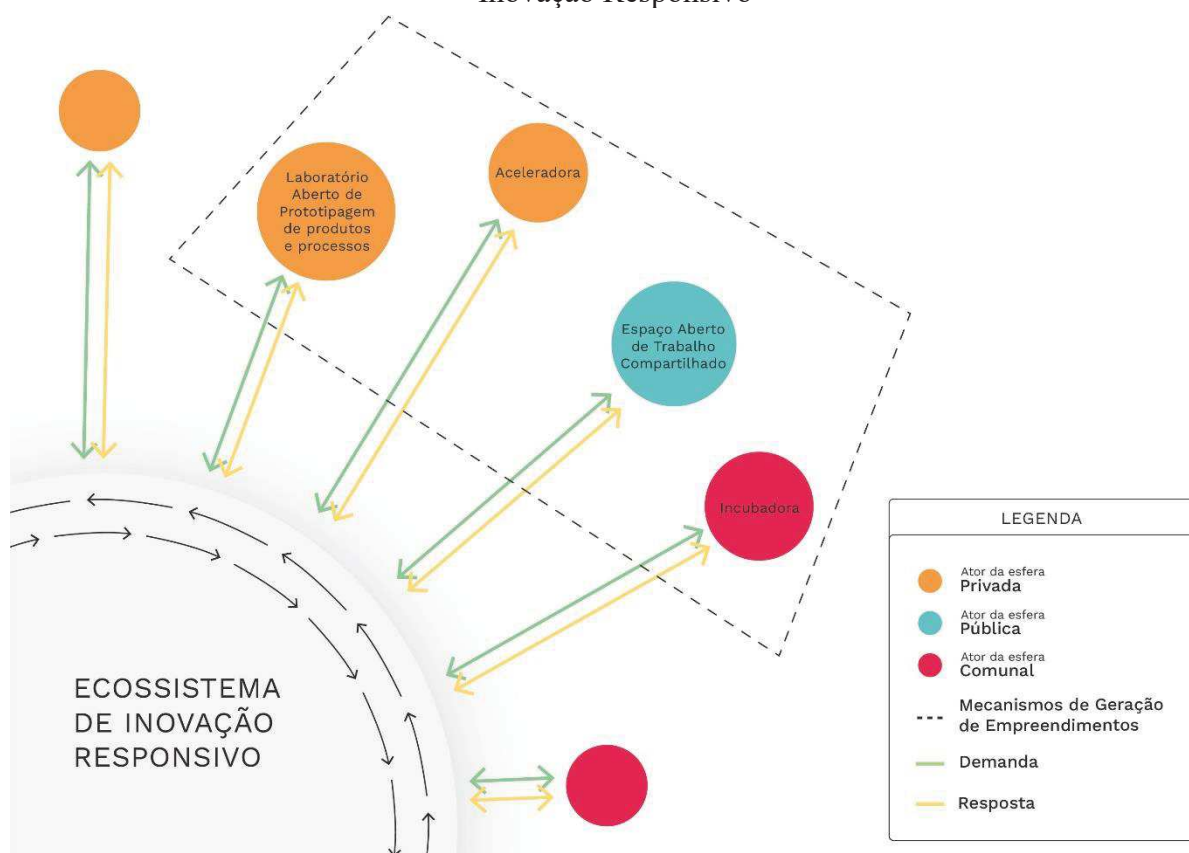 Inovação Responsivo
Laboratório
Aberto de
Prototipagem
de produtos
e processos
Aceleradora
Espaço Aberto
de Trabalho
Compartilhado
Incubadora
ECOSSISTEMA
DE INOVAÇÃO
RESPONSIVO
LEGENDA
Ator da esfera
Privada
Ator da esfera
Pública
Ator da esfera
Comunal
Mecanismos de Geração
de Empreendimentos
Demanda
Resposta